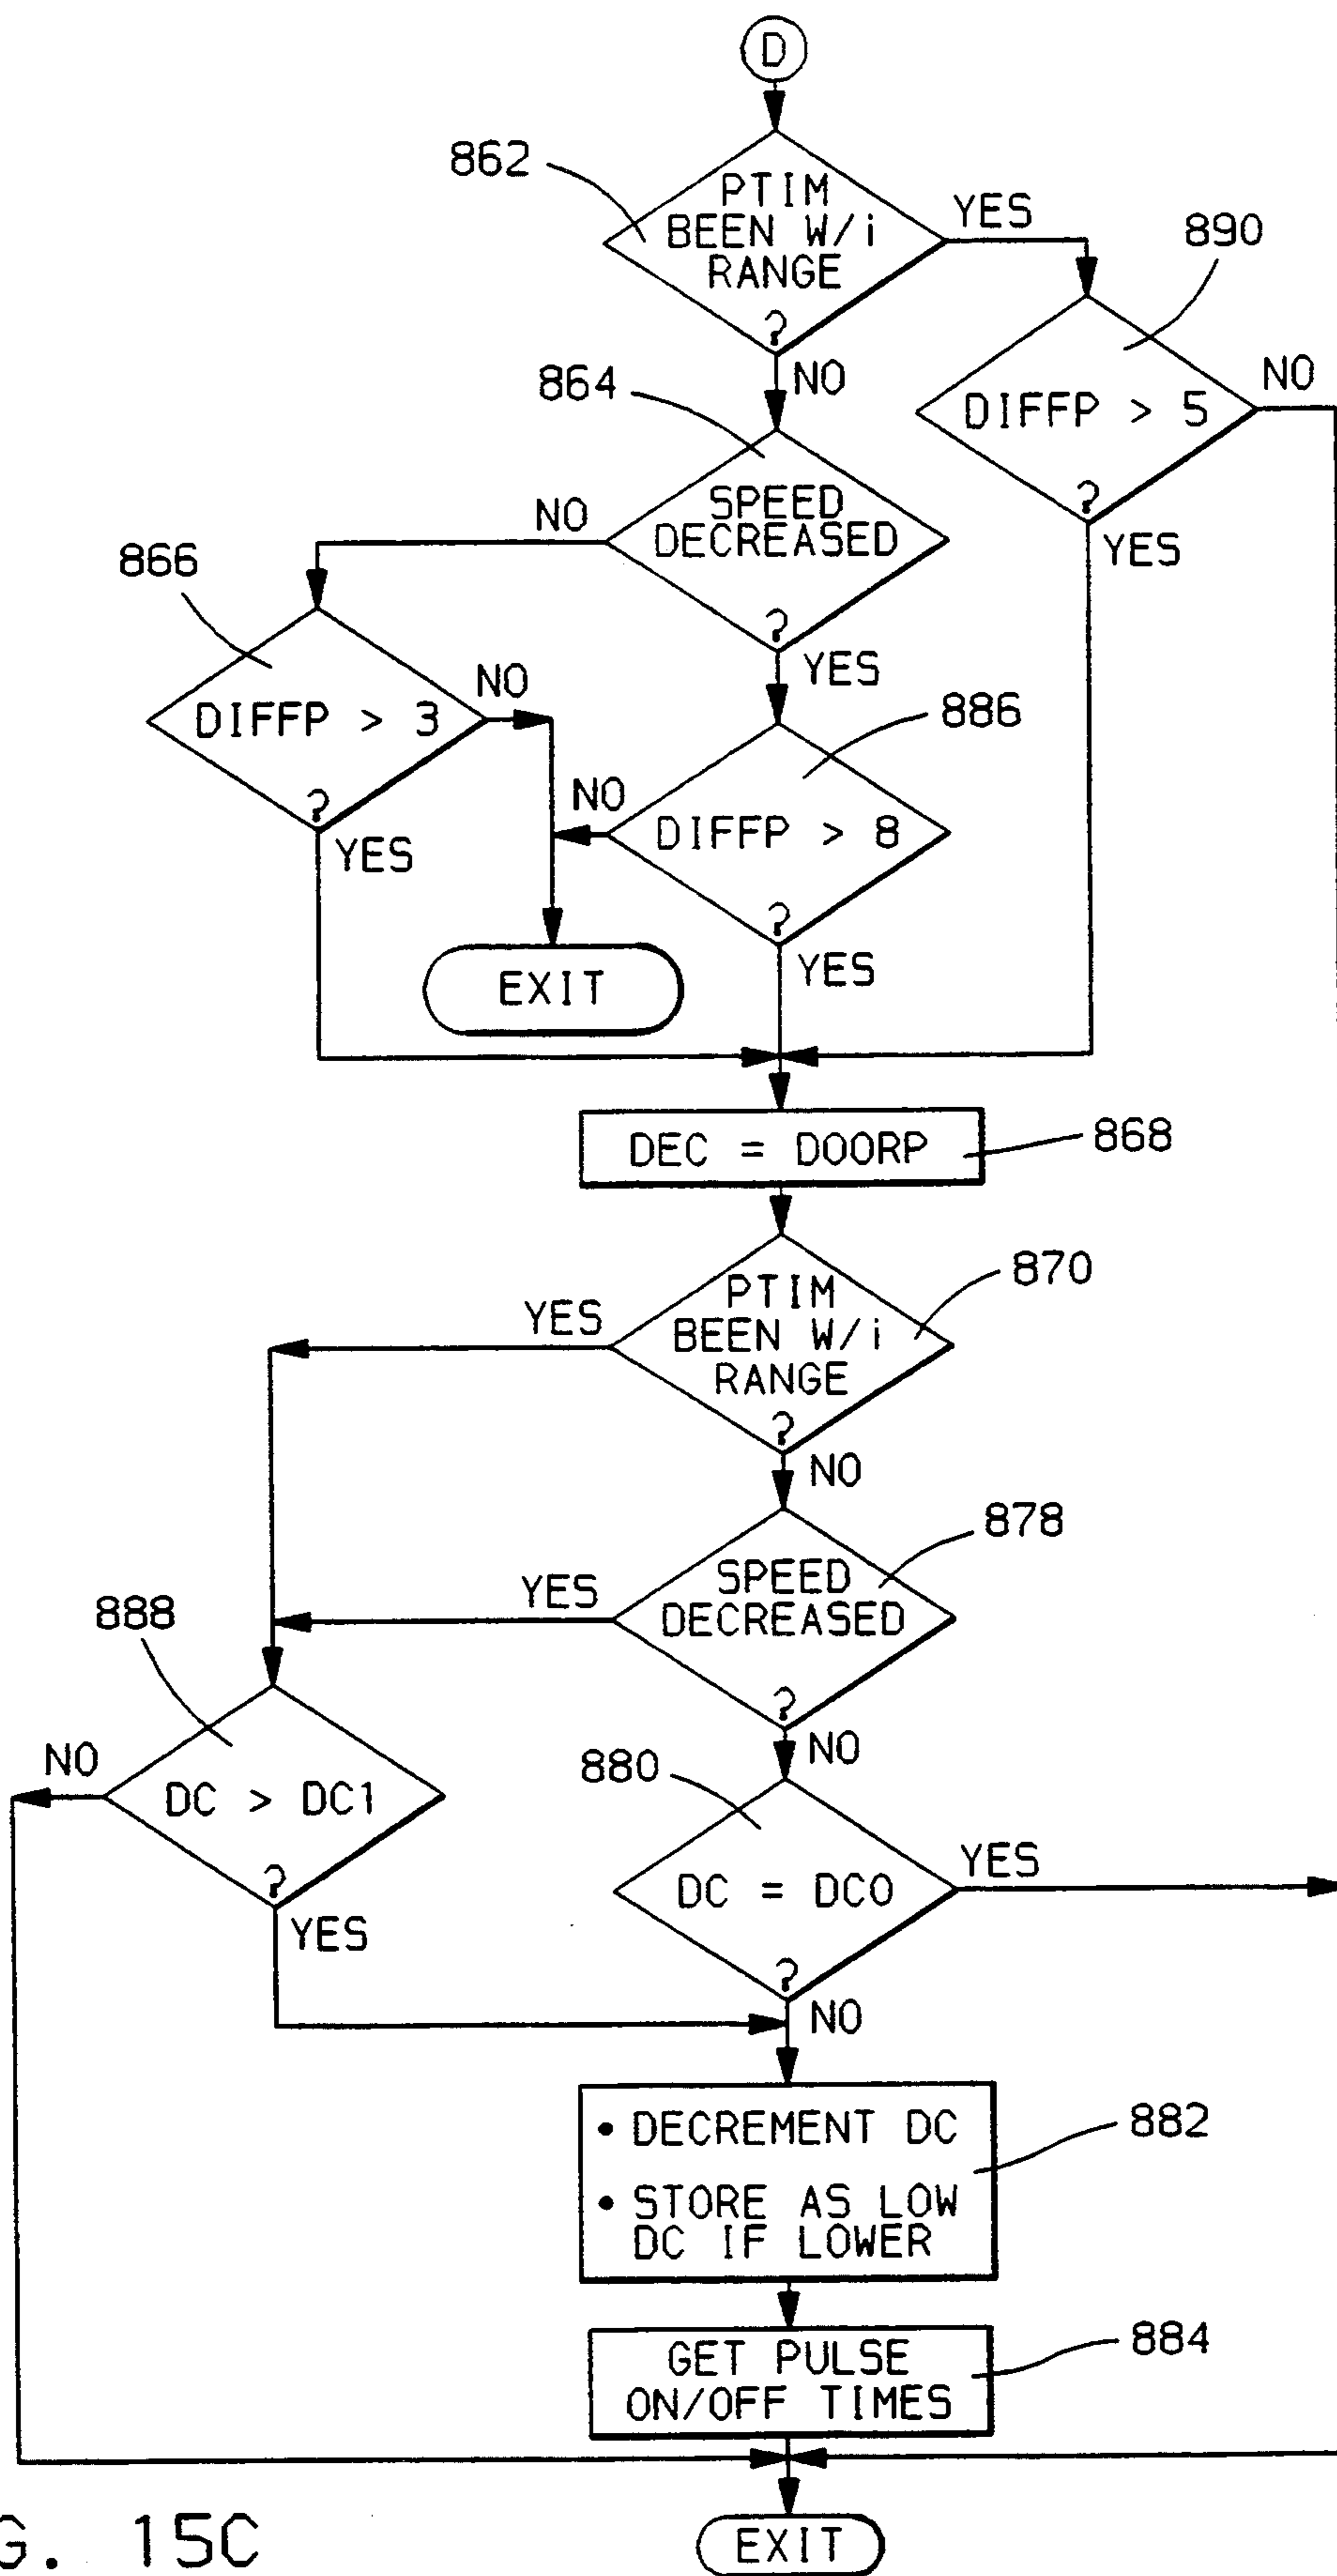 D
862
PTIM
BEEN W/i
RANGE
?
YES
890
NO
864
DIFFP > 5
?
NO
YES
SPEED
DECREASED
?
NO
866
YES
DIFFP > 3
?
NO
886
YES
DIFFP > 8
?
NO
YES
EXIT
DEC = DOORP
868
870
PTIM
BEEN W/i
RANGE
?
YES
NO
878
SPEED
DECREASED
?
YES
888
NO
880
DC > DC1
?
NO
YES
DC = DC0
?
YES
NO
• DECREMENT DC
882
• STORE AS LOW
DC IF LOWER
GET PULSE
ON/OFF TIMES
884
EXIT
G. 15C